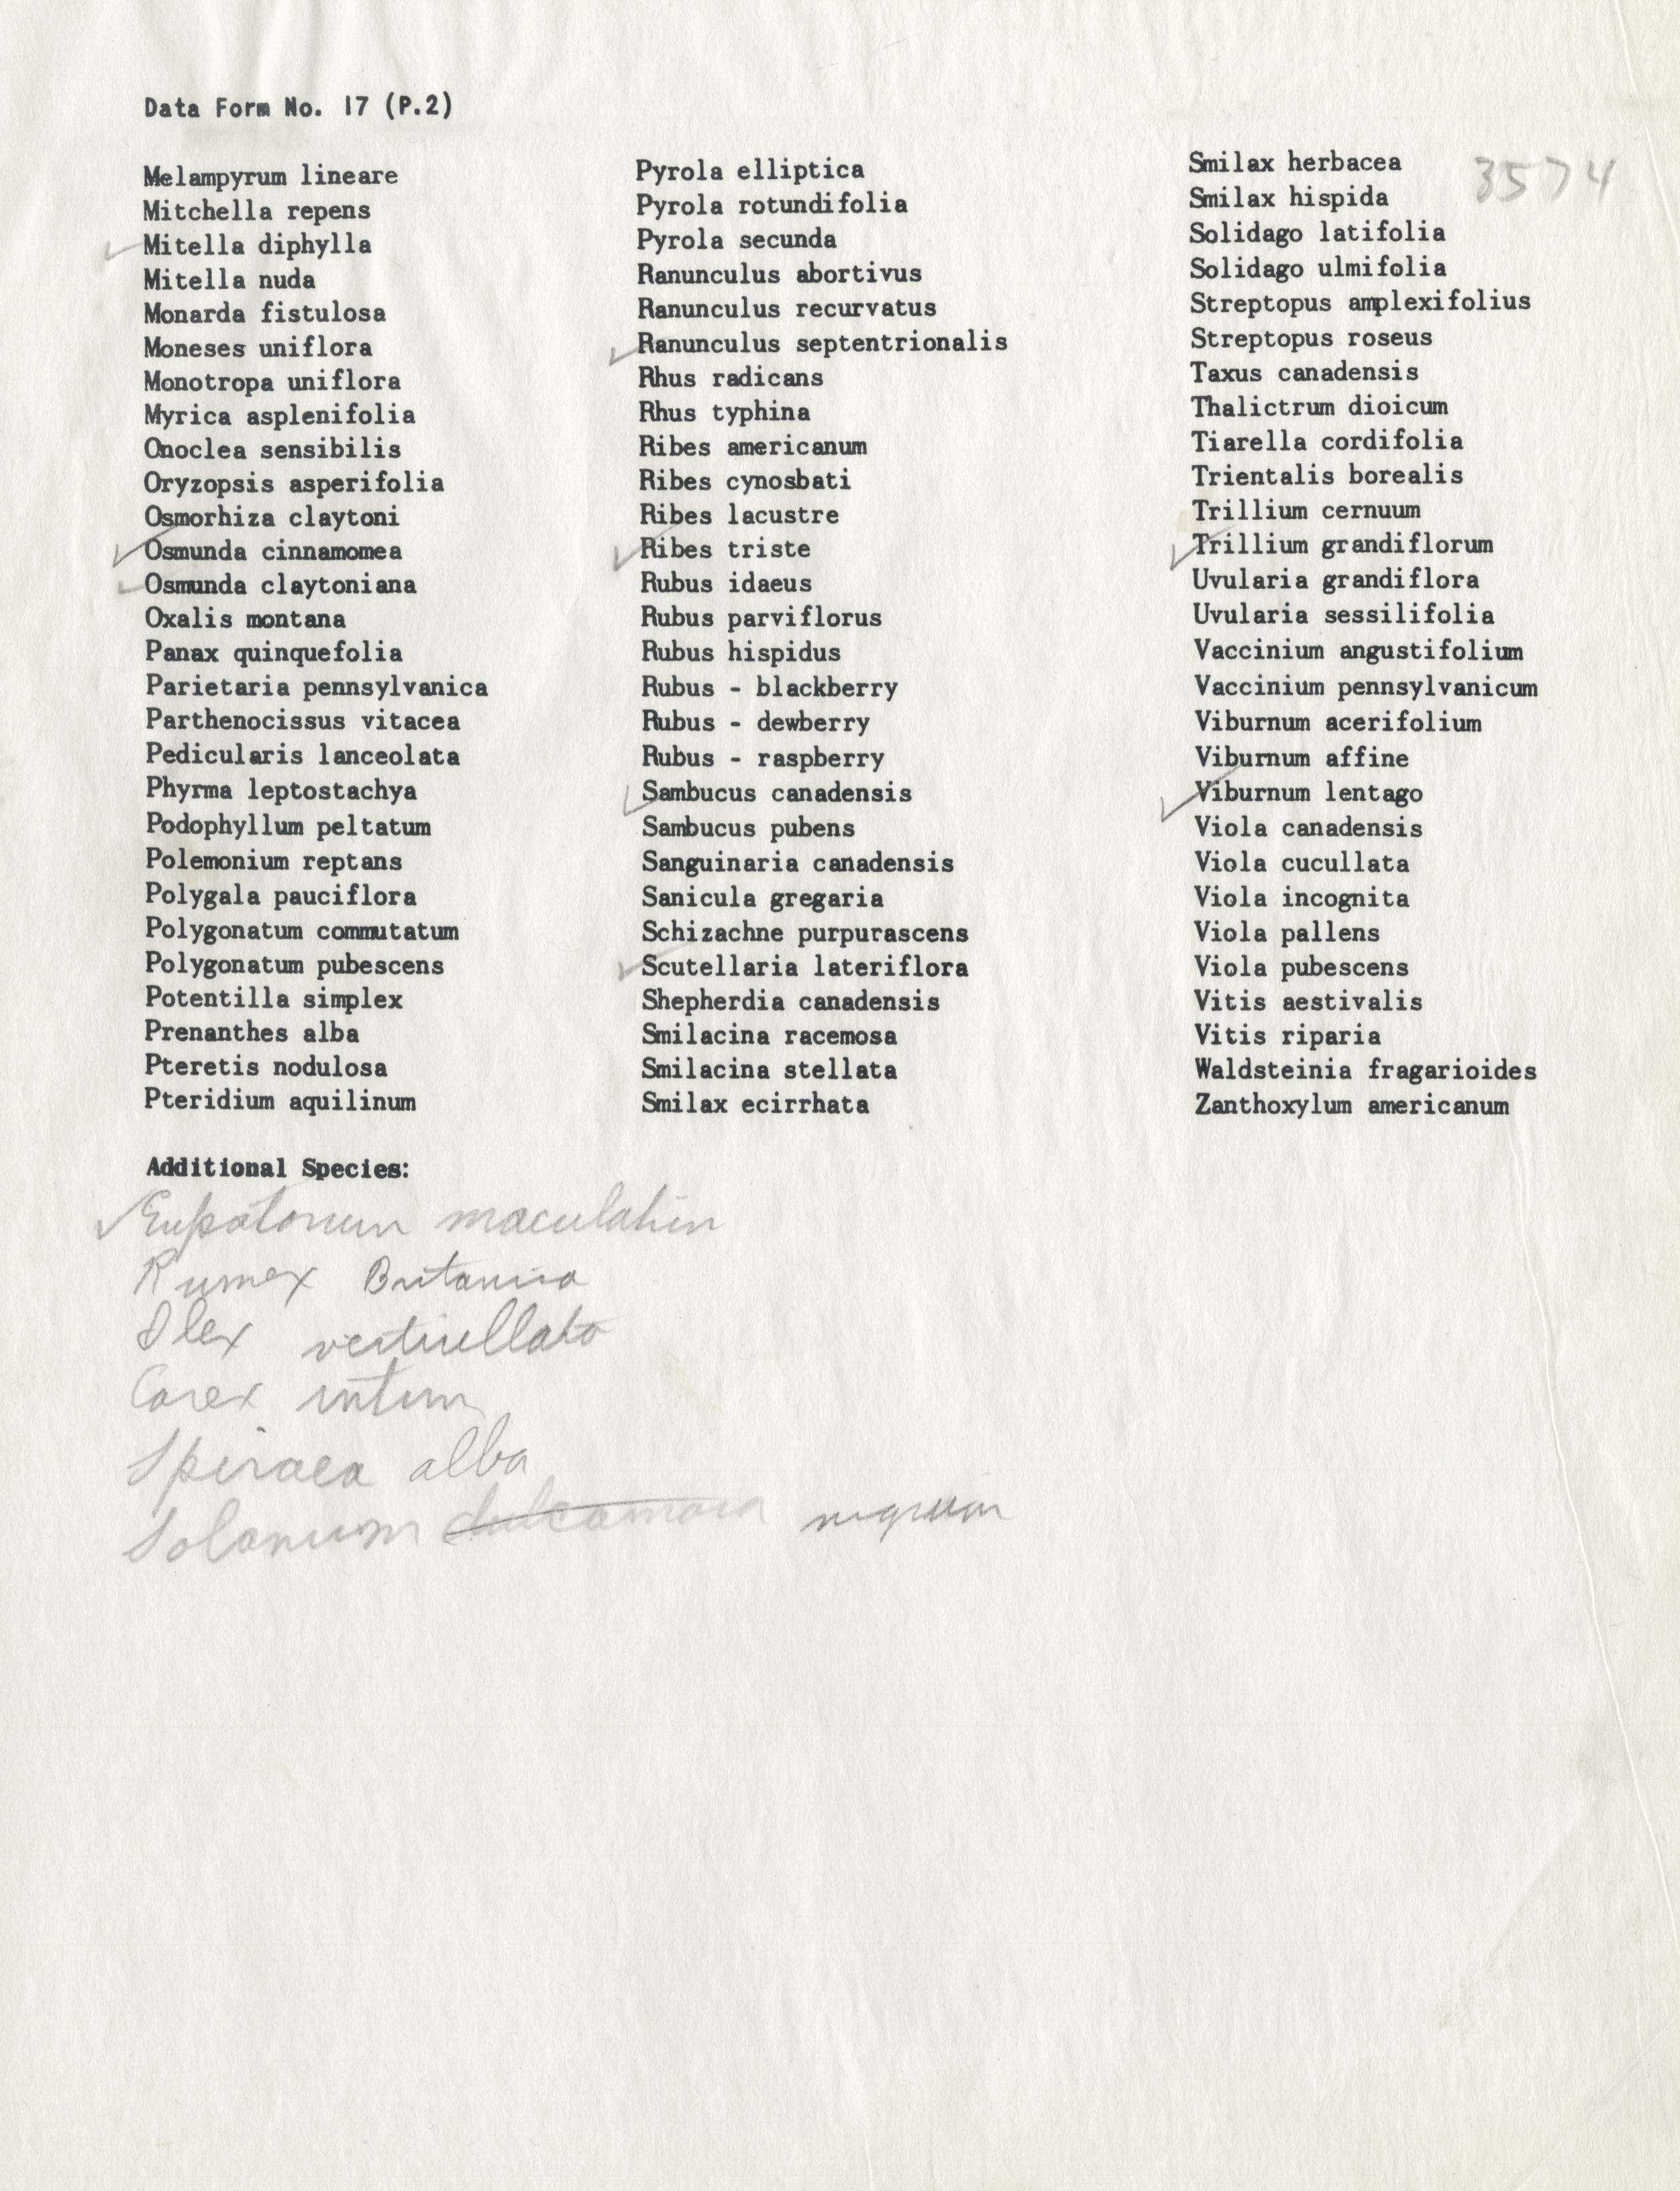 Data Form No. 17 (P.2)
3574
Melampyrum lineare
Mitchella repens
✓Mitella diphylla
Mitella nuda
Monarda fistulosa
Moneses uniflora
Monotropa uniflora
Myrica asplenifolia
Onoclea sensibilis
Oryzopsis asperifolia
Osmorhiza claytoni
✓Osmunda cinnamomea
✓Osmunda claytoniana
Oxalis montana
Panax quinquefolia
Parietaria pennsylvanica
Parthenocissus vitacea
Pedicularis lanceolata
Phyrma leptostachya
Podophyllum peltatum
Polemonium reptans
Polygala pauciflora
Polygonatum commutatum
Polygonatum pubescens
Potentilla simplex
Prenanthes alba
Pteretis nodulosa
Pteridium aquilinum
Pyrola elliptica
Pyrola rotundifolia
Pyrola secunda
Ranunculus abortivus
Ranunculus recurvatus
✓Ranunculus septentrionalis
Rhus radicans
Rhus typhina
Ribes americanum
Ribes cynosbati
Ribes lacustre
✓Ribes triste
Rubus idaeus
Rubus parviflorus
Rubus hispidus
Rubus - blackberry
Rubus - dewberry
Rubus - raspberry
✓Sambucus canadensis
Sambucus pubens
Sanguinaria canadensis
Sanicula gregaria
Schizachne purpurascens
✓Scutellaria lateriflora
Shepherdia canadensis
Smilacina racemosa
Smilacina stellata
Smilax ecirrhata
Smilax herbacea
Smilax hispida
Solidago latifolia
Solidago ulmifolia
Streptopus amplexifolius
Streptopus roseus
Taxus canadensis
Thalictrum dioicum
Tiarella cordifolia
Trientalis borealis
Trillium cernuum
✓Trillium grandiflorum
Uvularia grandiflora
Uvularia sessilifolia
Vaccinium angustifolium
Vaccinium pennsylvanicum
Viburnum acerifolium
Viburnum affine
✓Viburnum lentago
Viola canadensis
Viola cucullata
Viola incognita
Viola pallens
Viola pubescens
Vitis aestivalis
Vitis riparia
Waldsteinia fragarioides
Zanthoxylum americanum
Additional Species:
✓Eupatorium maculatum
Rumex Britannica
Ilex verticillata
Carex intum
Spiraea alba
Solanum dulcamara nigrum